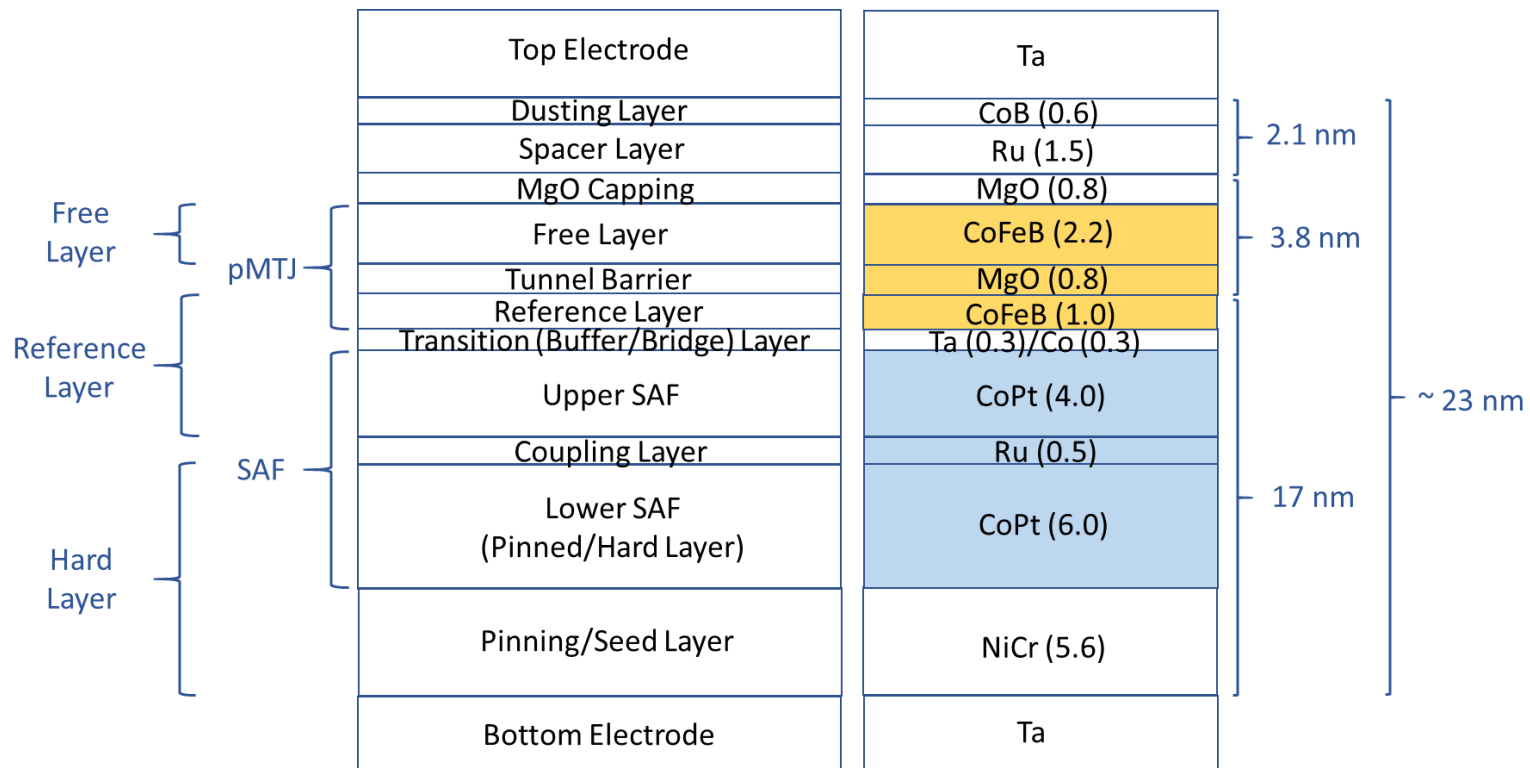 Top Electrode
Ta
Dusting Layer
CoB (0.6)
2.1 nm
Spacer Layer
Ru (1.5)
MgO Capping
MgO (0.8)
Free
Layer
Free Layer
CoFeB (2.2)
3.8 nm
pMTJ
Tunnel Barrier
MgO (0.8)
Reference Layer
CoFeB (1.0)
Transition (Buffer/Bridge) Layer
Ta (0.3)/Co (0.3)
Reference
Layer
Upper SAF
CoPt (4.0)
~ 23 nm
Coupling Layer
Ru (0.5)
SAF
17 nm
Lower SAF
(Pinned/Hard Layer)
CoPt (6.0)
Hard
Layer
Pinning/Seed Layer
NiCr (5.6)
Bottom Electrode
Ta